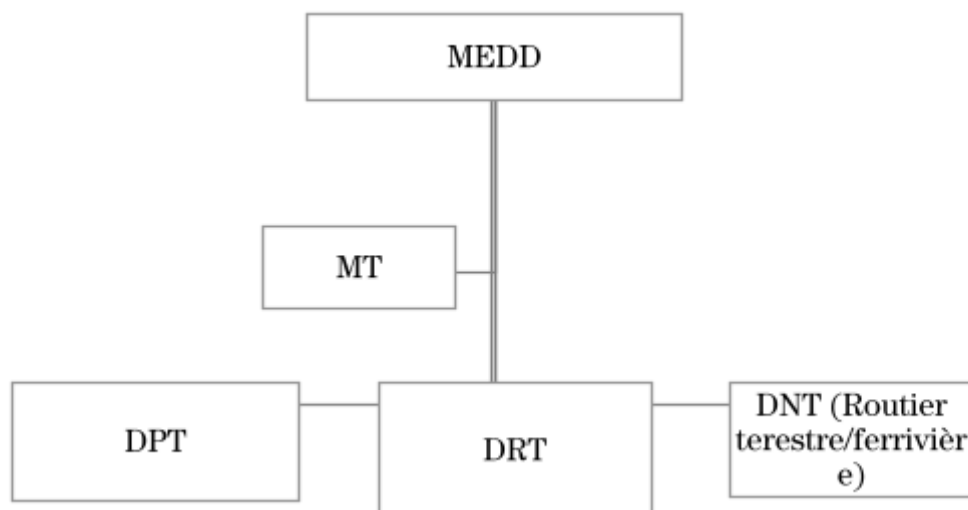 MEDD
MT
DPT
DRT
DNT (Routier
terestre/ferrivièr
e)